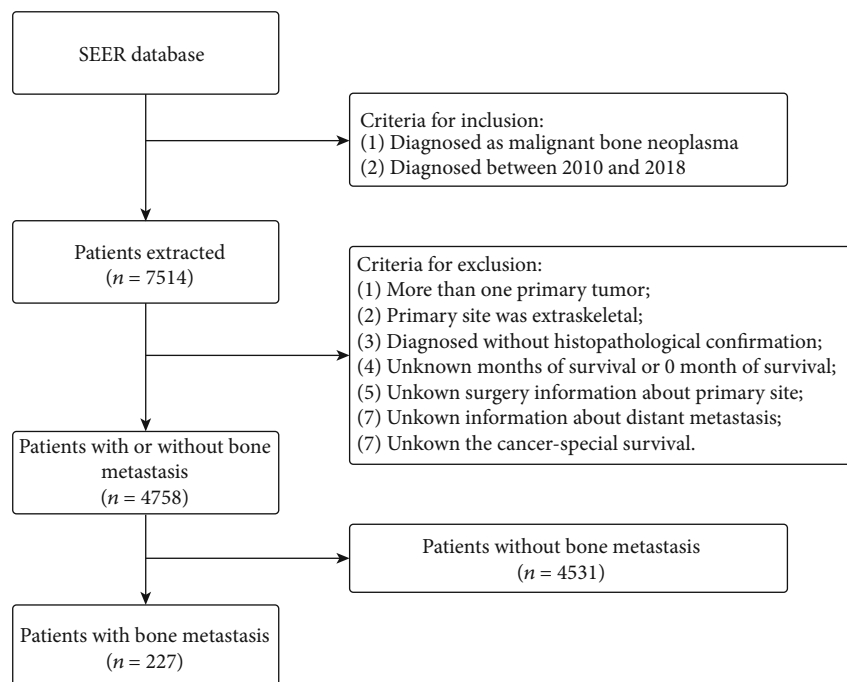 SEER database
Criteria for inclusion:
(1) Diagnosed as malignant bone neoplasma
(2) Diagnosed between 2010 and 2018
Patients extracted
(n = 7514)
Criteria for exclusion:
(1) More than one primary tumor;
(2) Primary site was extraskeletal;
(3) Diagnosed without histopathological confirmation;
(4) Unknown months of survival or 0 month of survival;
(5) Unkown surgery information about primary site;
(7) Unkown information about distant metastasis;
(7) Unkown the cancer-special survival.
Patients with or without bone
metastasis
(n = 4758)
Patients without bone metastasis
(n = 4531)
Patients with bone metastasis
(n = 227)